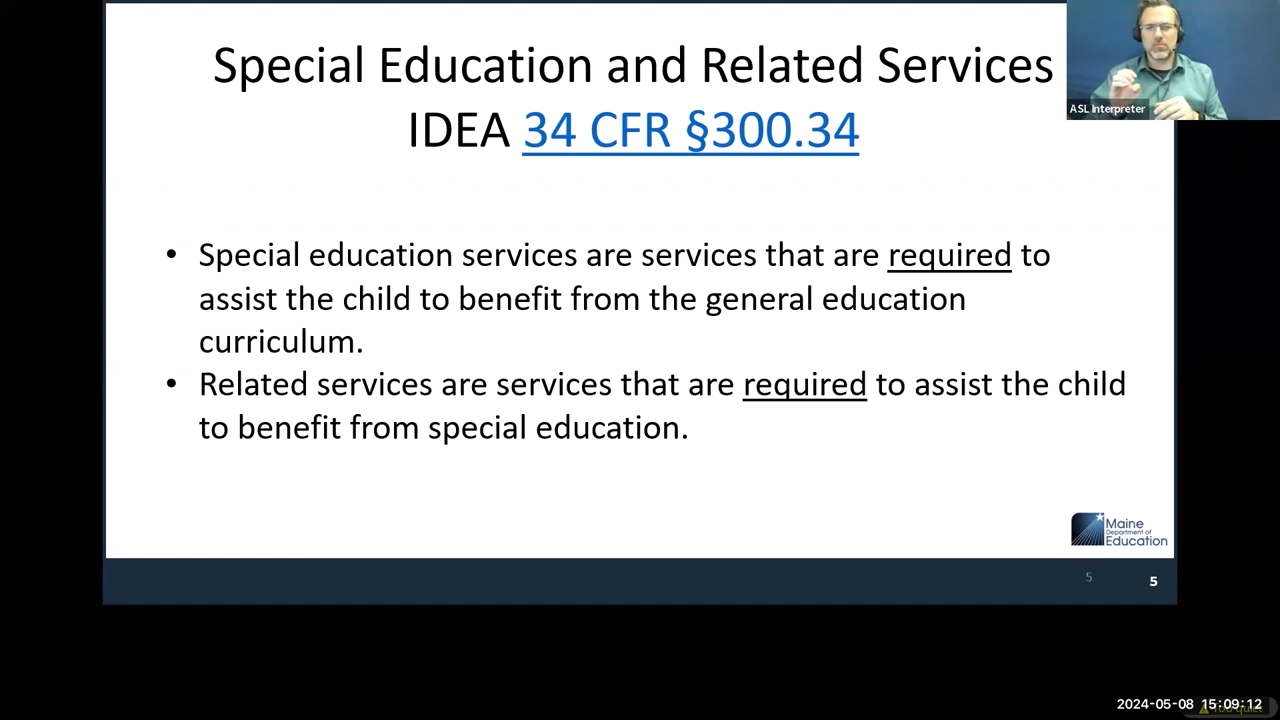 Special Education and Related Services
IDEA 34 CFR §300.34
ASL Interpreter
• Special education services are services that are required to
assist the child to benefit from the general education
curriculum.
• Related services are services that are required to assist the child
to benefit from special education.
Maine
Department of
Education
5
5
2024-05-08 15:09:12